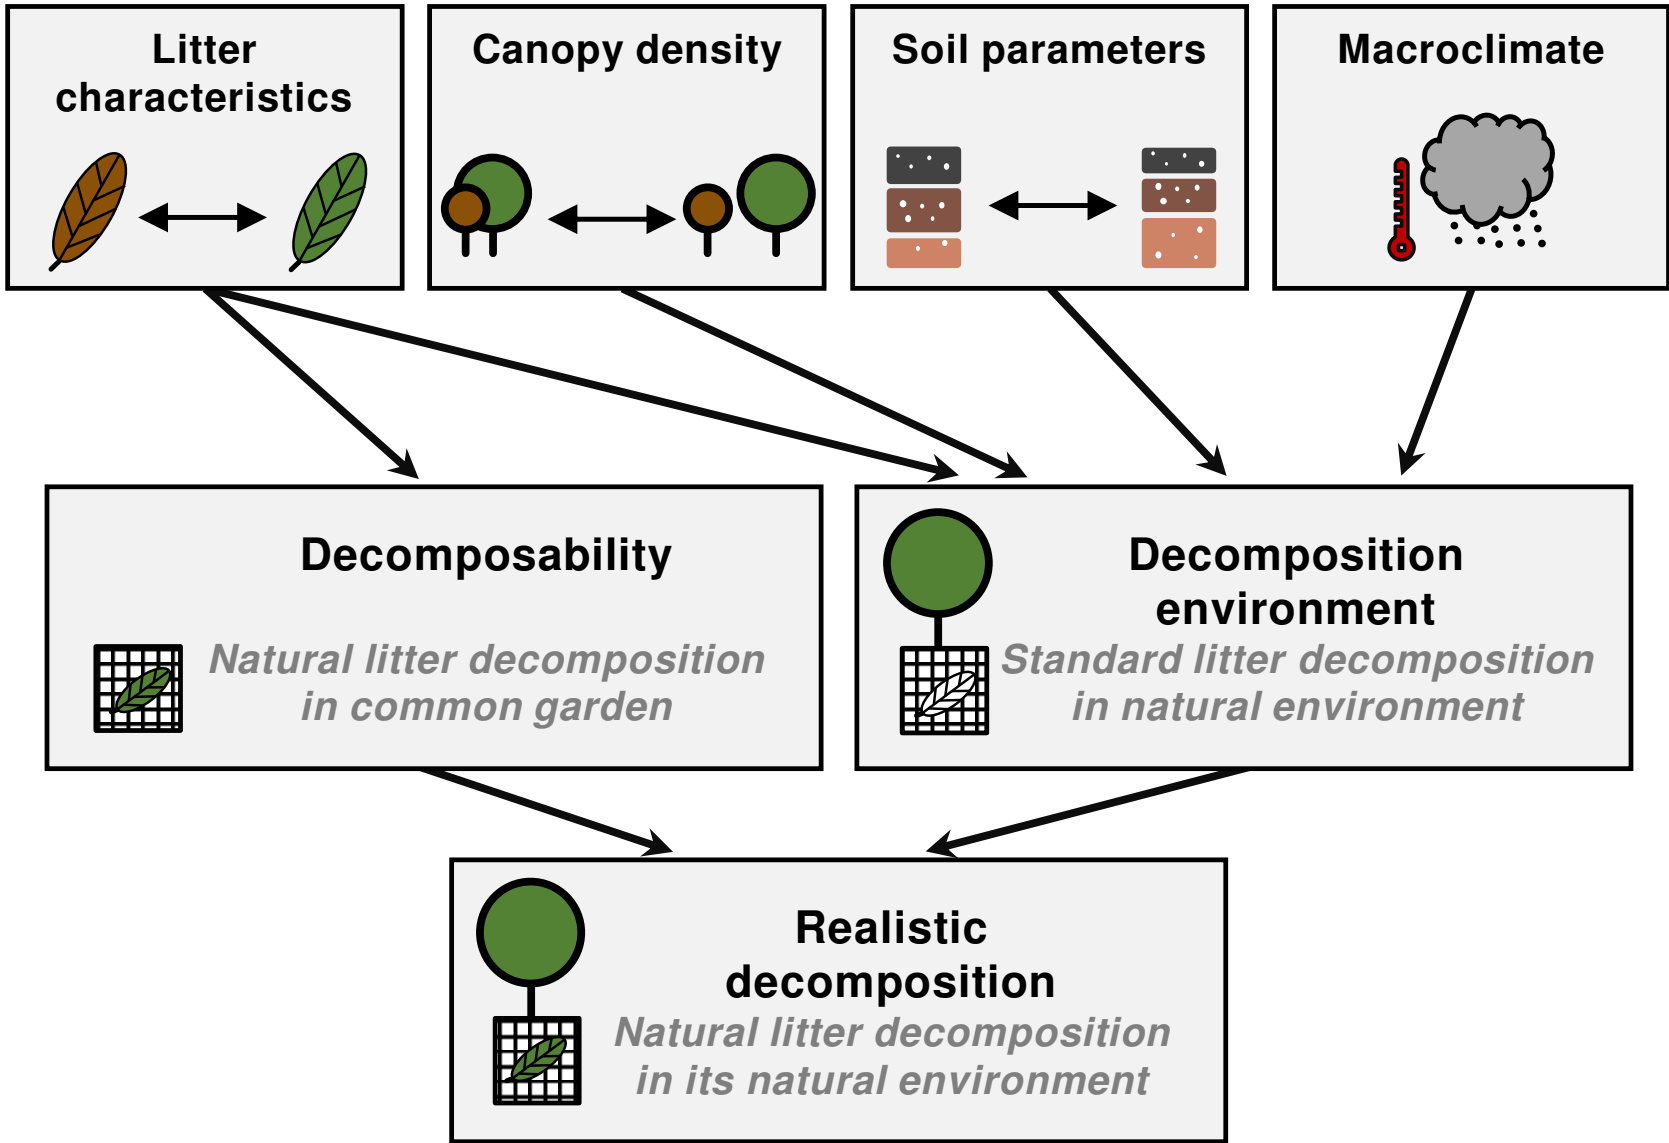 Litter
characteristics
Canopy density
Soil parameters
Macroclimate
Decomposability
Natural litter decomposition
in common garden
Decomposition
environment
Standard litter decomposition
in natural environment
Realistic
decomposition
Natural litter decomposition
in its natural environment